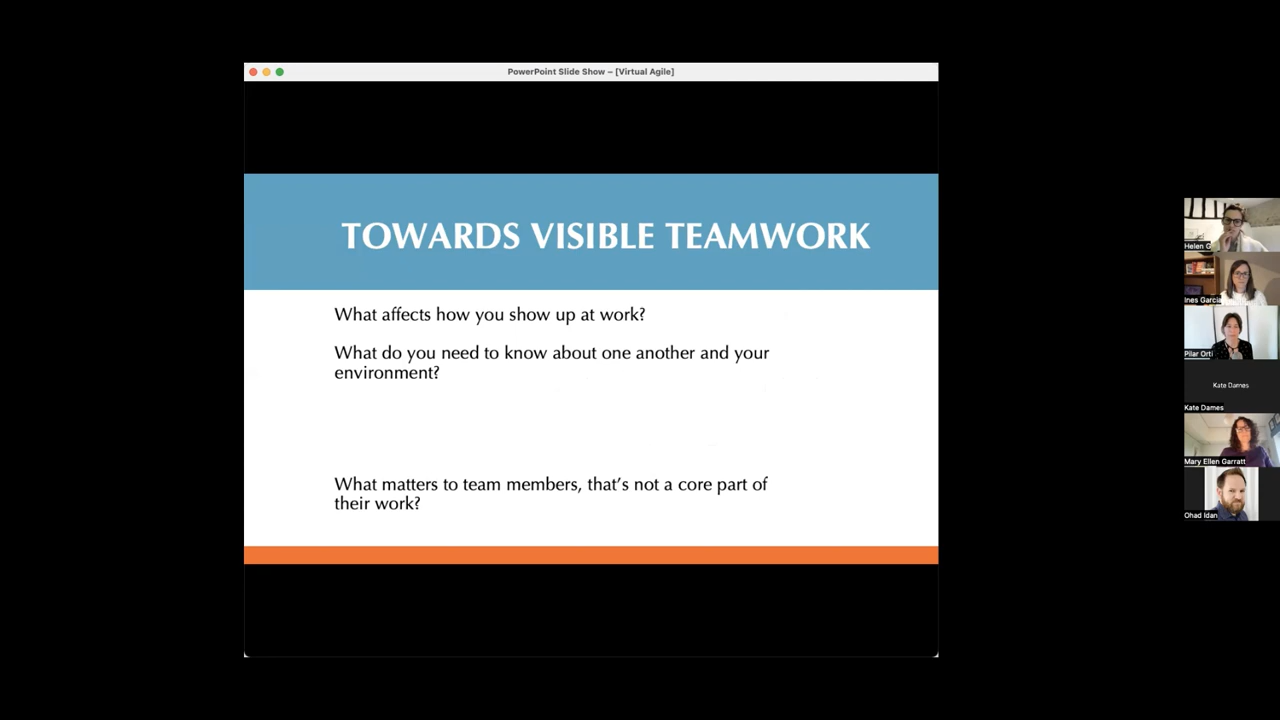 PowerPoint Slide Show – [Virtual Agile]
TOWARDS VISIBLE TEAMWORK
What affects how you show up at work?
What do you need to know about one another and your
environment?
What matters to team members, that's not a core part of
their work?
Helen G
Ines Garcia
Pilar Orti
Kate Dames
Kate Dames
Mary Ellen Garratt
Ohad Idan